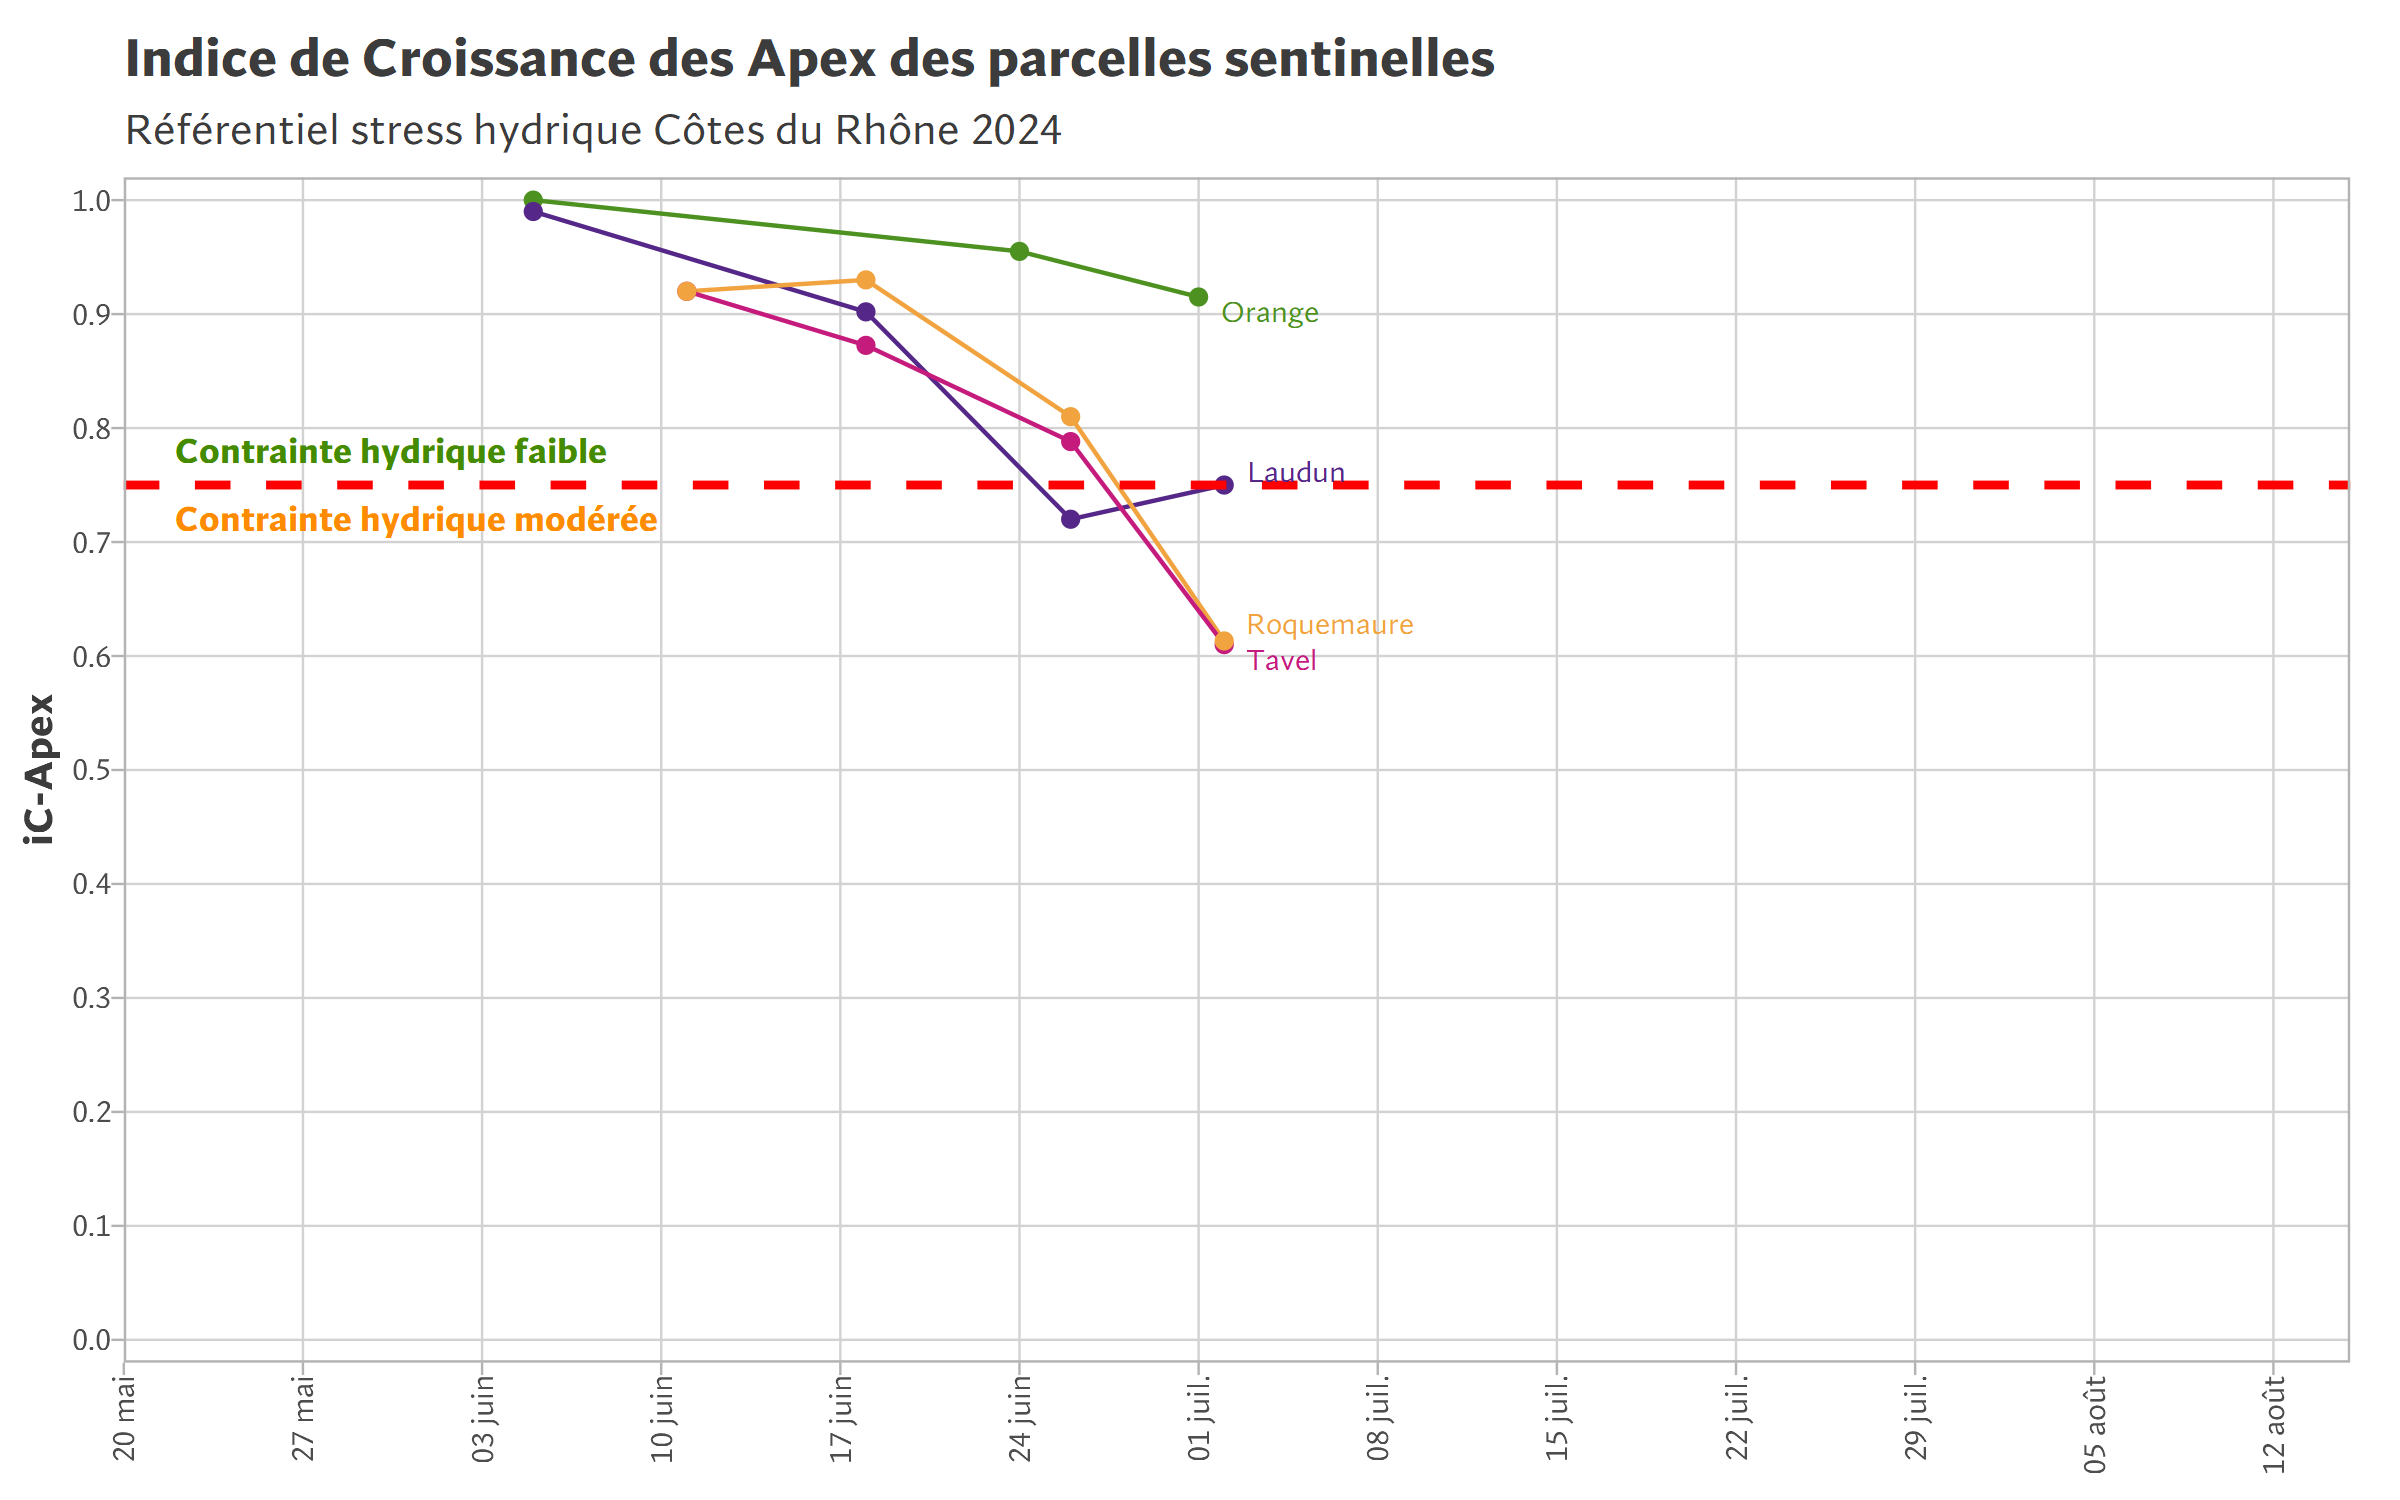 Indice de Croissance des Apex des parcelles sentinelles
Référentiel stress hydrique Côtes du Rhône 2024
iC-Apex
1.0
0.9
0.8
0.7
0.6
0.5
0.4
0.3
0.2
0.1
0.0
Contrainte hydrique faible
Contrainte hydrique modérée
Orange
Laudun
Roquemaure
Tavel
20 mai
27 mai
03 juin
10 juin
17 juin
24 juin
01 juil.
08 juil.
15 juil.
22 juil.
29 juil.
05 août
12 août